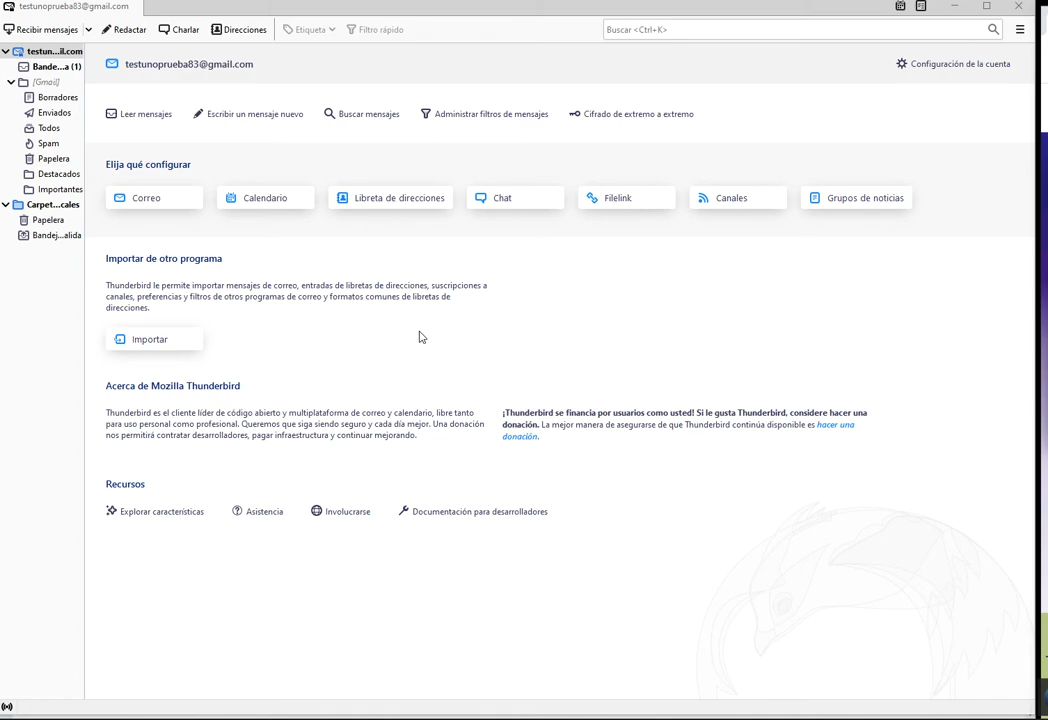 testunoprueba83@gmail.com
Recibir mensajes
Redactar
Charlar
Direcciones
Etiqueta
Filtro rápido
Buscar <Ctrl+K>
testun...il.com
Bande...a (1)
[Gmail]
Borradores
Enviados
Todos
Spam
Papelera
Destacados
Importantes
Carpet...cales
Papelera
Bandej...alida
testunoprueba83@gmail.com
Configuración de la cuenta
Leer mensajes
Escribir un mensaje nuevo
Buscar mensajes
Administrar filtros de mensajes
Cifrado de extremo a extremo
Elija qué configurar
Correo
Calendario
Libreta de direcciones
Chat
Filelink
Canales
Grupos de noticias
Importar de otro programa
Thunderbird le permite importar mensajes de correo, entradas de libretas de direcciones, suscripciones a
canales, preferencias y filtros de otros programas de correo y formatos comunes de libretas de
direcciones.
Importar
Acerca de Mozilla Thunderbird
Thunderbird es el cliente líder de código abierto y multiplataforma de correo y calendario, libre tanto
para uso personal como profesional. Queremos que siga siendo seguro y cada día mejor. Una donación
nos permitirá contratar desarrolladores, pagar infraestructura y continuar mejorando.
¡Thunderbird se financia por usuarios como usted! Si le gusta Thunderbird, considere hacer una
donación. La mejor manera de asegurarse de que Thunderbird continúa disponible es hacer una
donación.
Recursos
Explorar características
Asistencia
Involucrarse
Documentación para desarrolladores